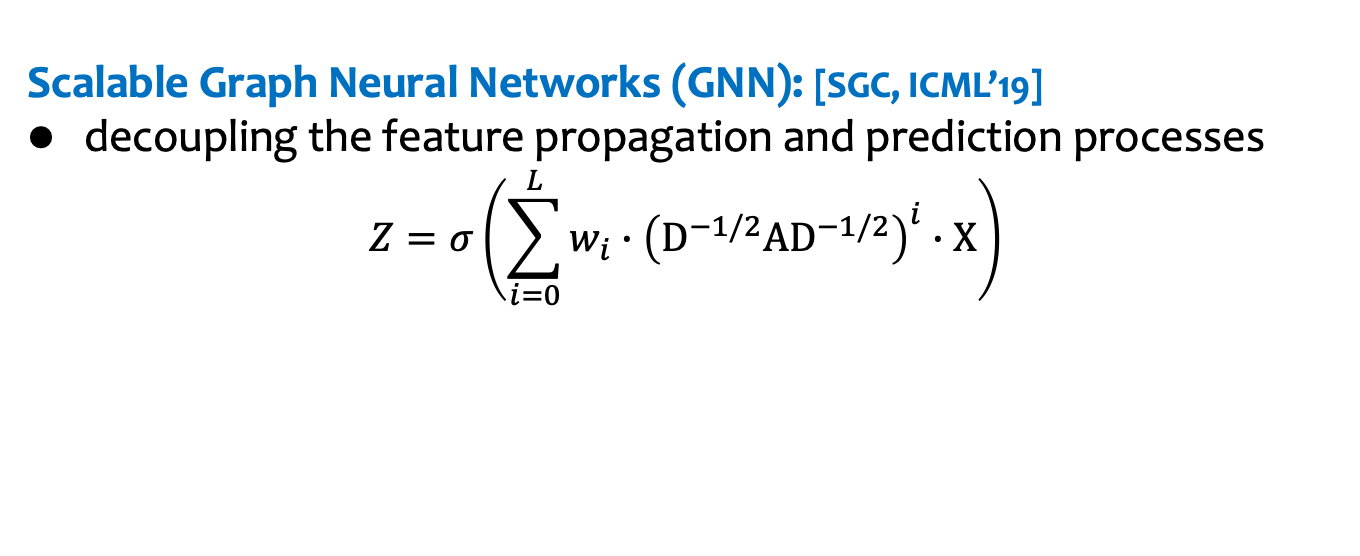 Scalable Graph Neural Networks (GNN): [SGC, ICML’19]
● decoupling the feature propagation and prediction processes
Z = σ(∑_{i=0}^{L} w_i · (D^{−1/2}AD^{−1/2})^i · X)